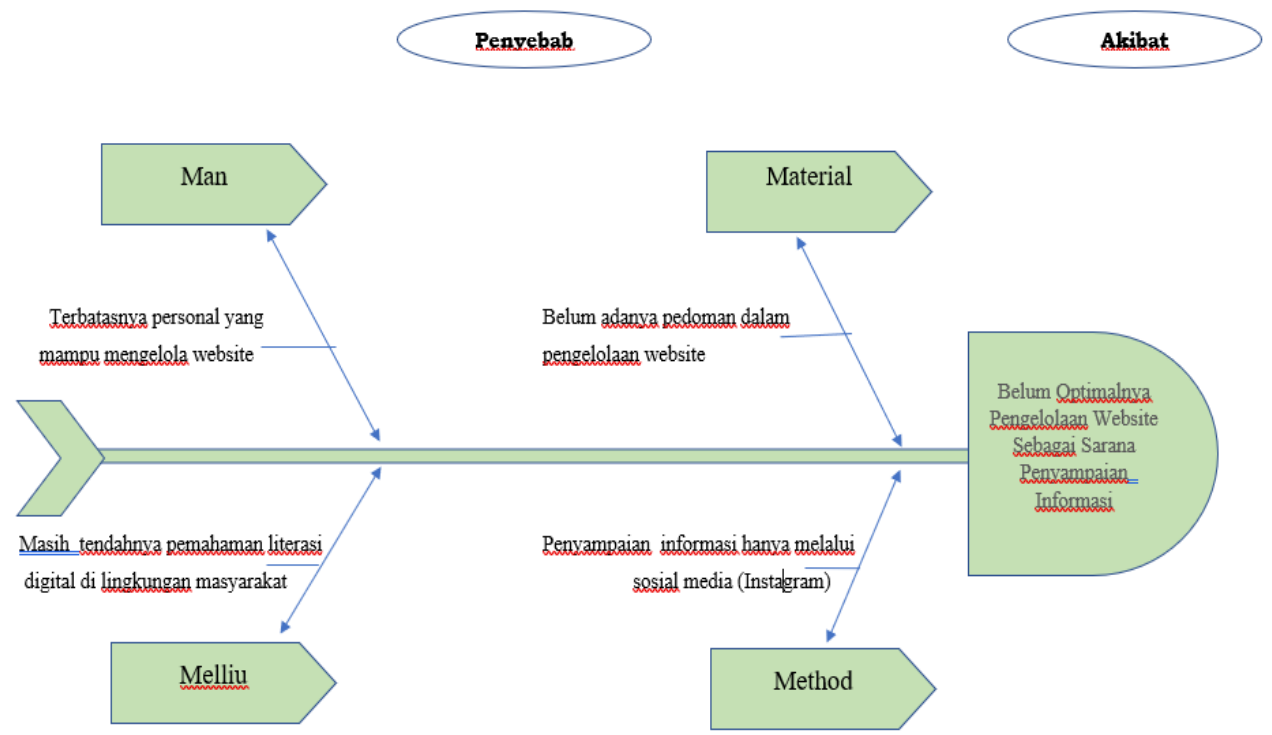 Penyebab
Akibat
Man
Material
Terbatasnya personal yang
mampu mengelola website
Belum adanya pedoman dalam
pengelolaan website
Belum Optimalnya
Pengelolaan Website
Sebagai Sarana
Penyampaian
Informasi
Masih tendahnya pemahaman literasi
digital di lingkungan masyarakat
Penyampaian informasi hanya melalui
sosial media (Instagram)
Melliu
Method